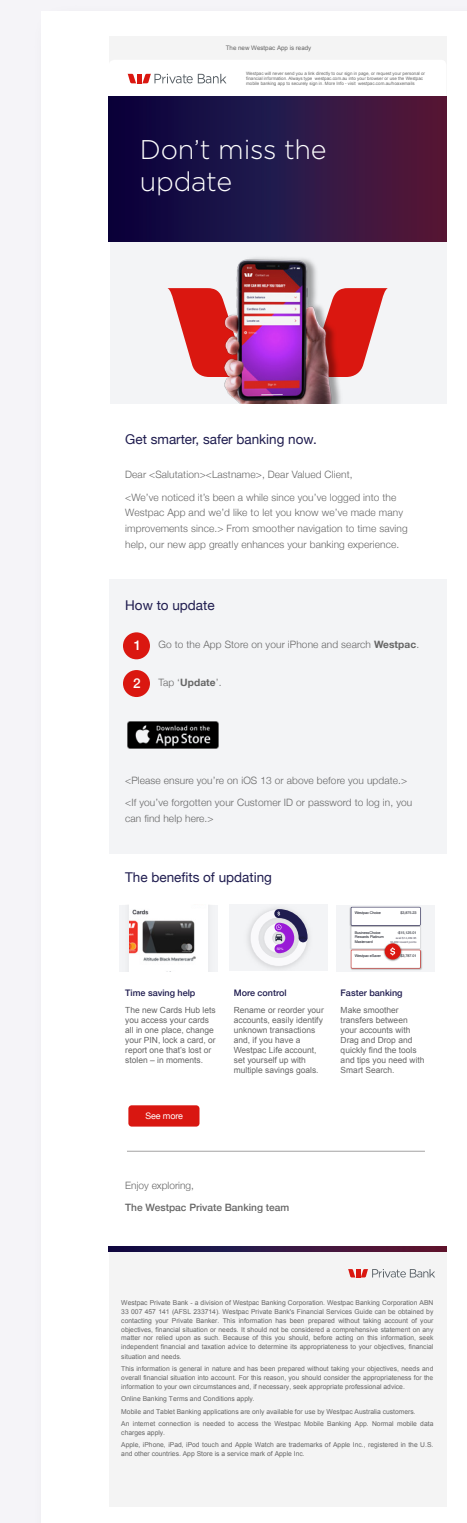 The new Westpac App is ready
Private Bank
Westpac will never send you a link directly to our sign in page, or request your personal or
financial information. Always type westpac.com.au into your browser or use the Westpac
mobile banking app to securely sign in. More Info - visit westpac.com.au/hoaxemails
Don't miss the
update
HOW CAN WE HELP YOU TODAY?
Sign in
Get smarter, safer banking now.
Dear <Salutation><Lastname>, Dear Valued Client,
<We've noticed it's been a while since you've logged into the
Westpac App and we'd like to let you know we've made many
improvements since.> From smoother navigation to time saving
help, our new app greatly enhances your banking experience.
How to update
1 Go to the App Store on your iPhone and search Westpac.
2 Tap 'Update'.
Download on the
App Store
<Please ensure you're on iOS 13 or above before you update.>
<If you've forgotten your Customer ID or password to log in, you
can find help here.>
The benefits of updating
Cards
Altitude Black Mastercard®
$
Westpac Choice
BusinessChoice
Rewards Platinum
Mastercard
Westpac eSaver
$
Time saving help
The new Cards Hub lets
you access your cards
all in one place, change
your PIN, lock a card, or
report one that's lost or
stolen – in moments.
More control
Rename or reorder your
accounts, easily identify
unknown transactions
and, if you have a
Westpac Life account,
set yourself up with
multiple savings goals.
Faster banking
Make smoother
transfers between
your accounts with
Drag and Drop and
quickly find the tools
and tips you need with
Smart Search.
See more
Enjoy exploring,
The Westpac Private Banking team
Private Bank
Westpac Private Bank - a division of Westpac Banking Corporation. Westpac Banking Corporation ABN
33 007 457 141 (AFSL 233714). Westpac Private Bank's Financial Services Guide can be obtained by
contacting your Private Banker. This information has been prepared without taking account of your
objectives, financial situation or needs. It should not be considered a comprehensive statement on any
matter nor relied upon as such. Because of this you should, before acting on this information, seek
independent financial and taxation advice to determine its appropriateness to your objectives, financial
situation and needs.
This information is general in nature and has been prepared without taking your objectives, needs and
overall financial situation into account. For this reason, you should consider the appropriateness for the
information to your own circumstances and, if necessary, seek appropriate professional advice.
Online Banking Terms and Conditions apply.
Mobile and Tablet Banking applications are only available for use by Westpac Australia customers.
An internet connection is needed to access the Westpac Mobile Banking App. Normal mobile data
charges apply.
Apple, iPhone, iPad, iPod touch and Apple Watch are trademarks of Apple Inc., registered in the U.S.
and other countries. App Store is a service mark of Apple Inc.